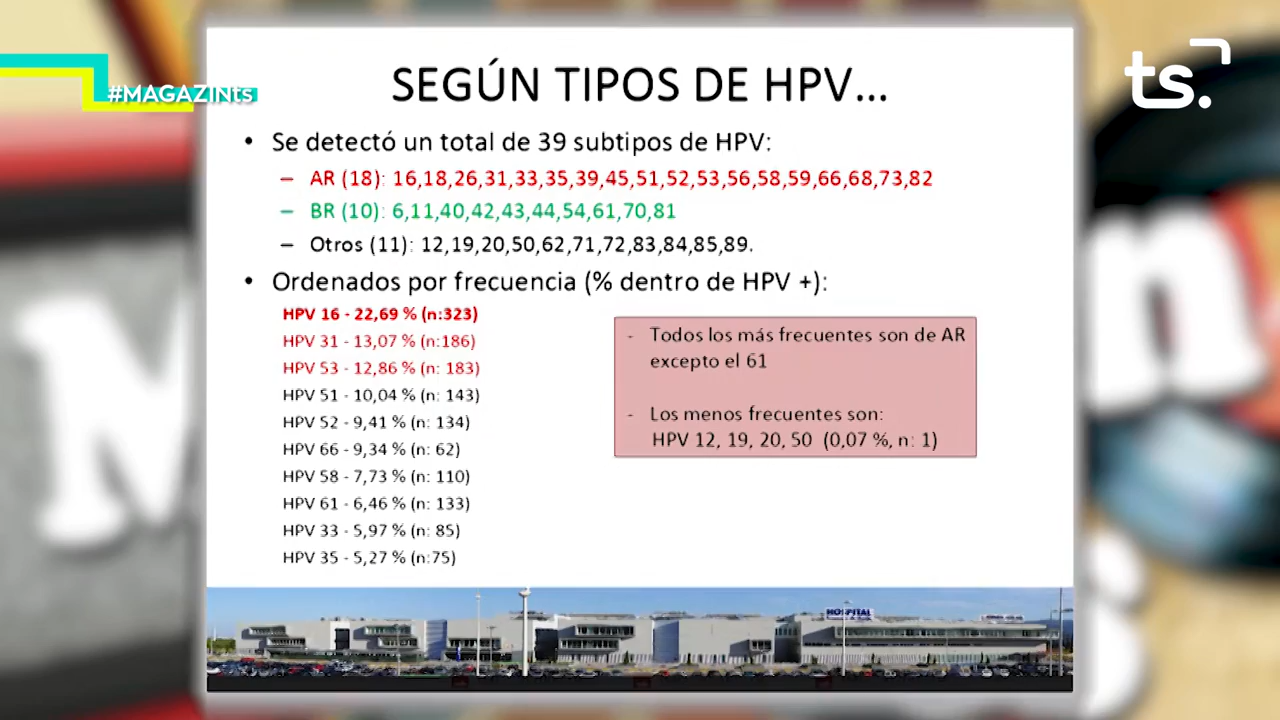 #MAGAZINts
ts.
SEGÚN TIPOS DE HPV...
• Se detectó un total de 39 subtipos de HPV:
– AR (18): 16,18,26,31,33,35,39,45,51,52,53,56,58,59,66,68,73,82
– BR (10): 6,11,40,42,43,44,54,61,70,81
– Otros (11): 12,19,20,50,62,71,72,83,84,85,89.
• Ordenados por frecuencia (% dentro de HPV +):
HPV 16 - 22,69 % (n:323)
HPV 31 - 13,07 % (n:186)
HPV 53 - 12,86 % (n: 183)
HPV 51 - 10,04 % (n: 143)
HPV 52 - 9,41 % (n: 134)
HPV 66 - 9,34 % (n: 62)
HPV 58 - 7,73 % (n: 110)
HPV 61 - 6,46 % (n: 133)
HPV 33 - 5,97 % (n: 85)
HPV 35 - 5,27 % (n:75)
- Todos los más frecuentes son de AR
excepto el 61
- Los menos frecuentes son:
HPV 12, 19, 20, 50 (0,07 %, n: 1)
HOSPITAL